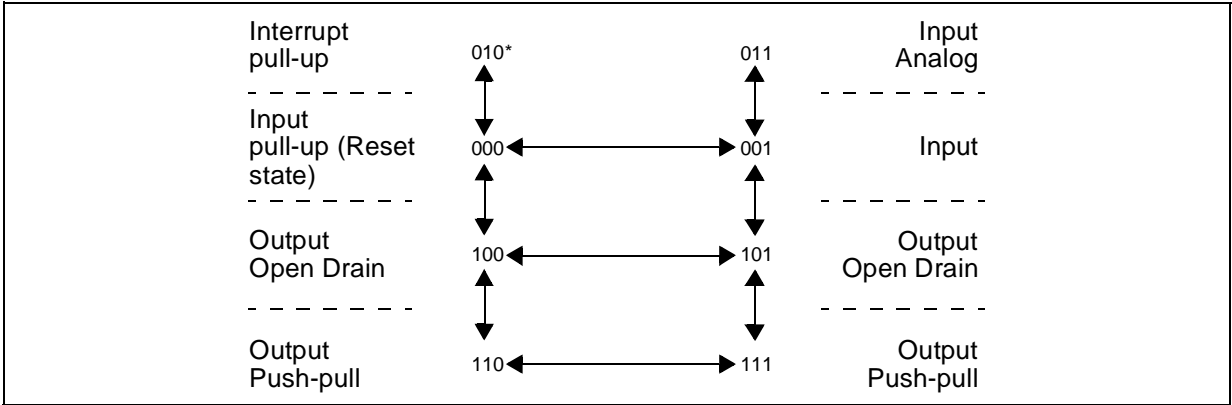 Interrupt
pull-up
010*
011
Input
Analog
Input
pull-up (Reset
state)
000
001
Input
Output
Open Drain
100
101
Output
Open Drain
Output
Push-pull
110
111
Output
Push-pull